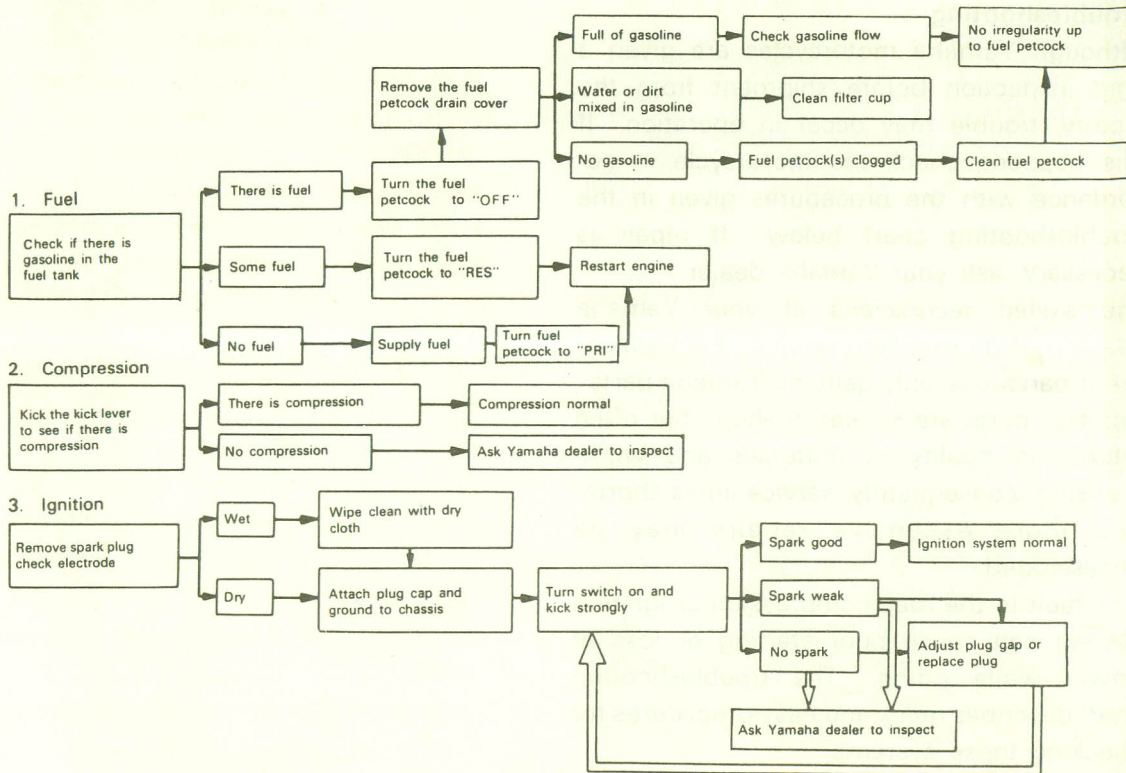 Full of gasoline
Check gasoline flow
No irregularity up
to fuel petcock
Remove the fuel
petcock drain cover
Water or dirt
mixed in gasoline
Clean filter cup
No gasoline
Fuel petcock(s) clogged
Clean fuel petcock
1. Fuel
Check if there is
gasoline in the
fuel tank
There is fuel
Turn the fuel
petcock to "OFF"
Some fuel
Turn the fuel
petcock to "RES"
Restart engine
No fuel
Supply fuel
Turn fuel
petcock to "PRI"
2. Compression
Kick the kick lever
to see if there is
compression
There is compression
Compression normal
No compression
Ask Yamaha dealer to inspect
3. Ignition
Remove spark plug
check electrode
Wet
Wipe clean with dry
cloth
Dry
Attach plug cap and
ground to chassis
Turn switch on and
kick strongly
Spark good
Ignition system normal
Spark weak
No spark
Adjust plug gap or
replace plug
Ask Yamaha dealer to inspect